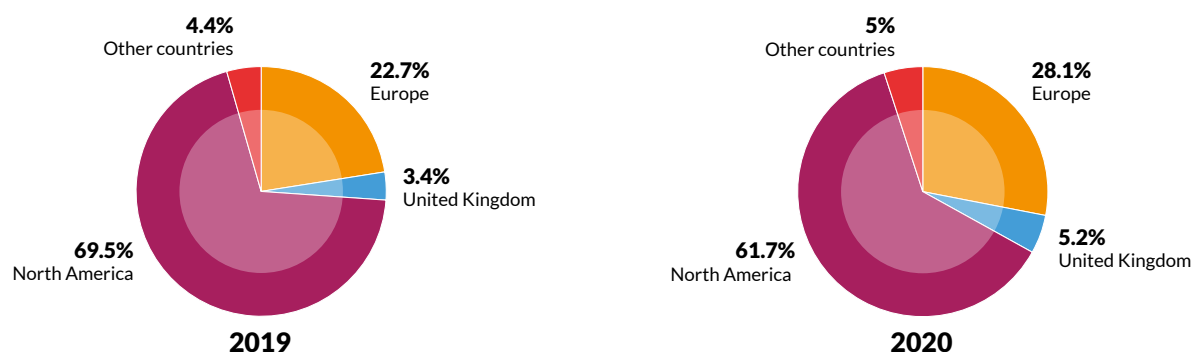 4.4%
Other countries
22.7%
Europe
3.4%
United Kingdom
69.5%
North America
2019
5%
Other countries
28.1%
Europe
5.2%
United Kingdom
61.7%
North America
2020